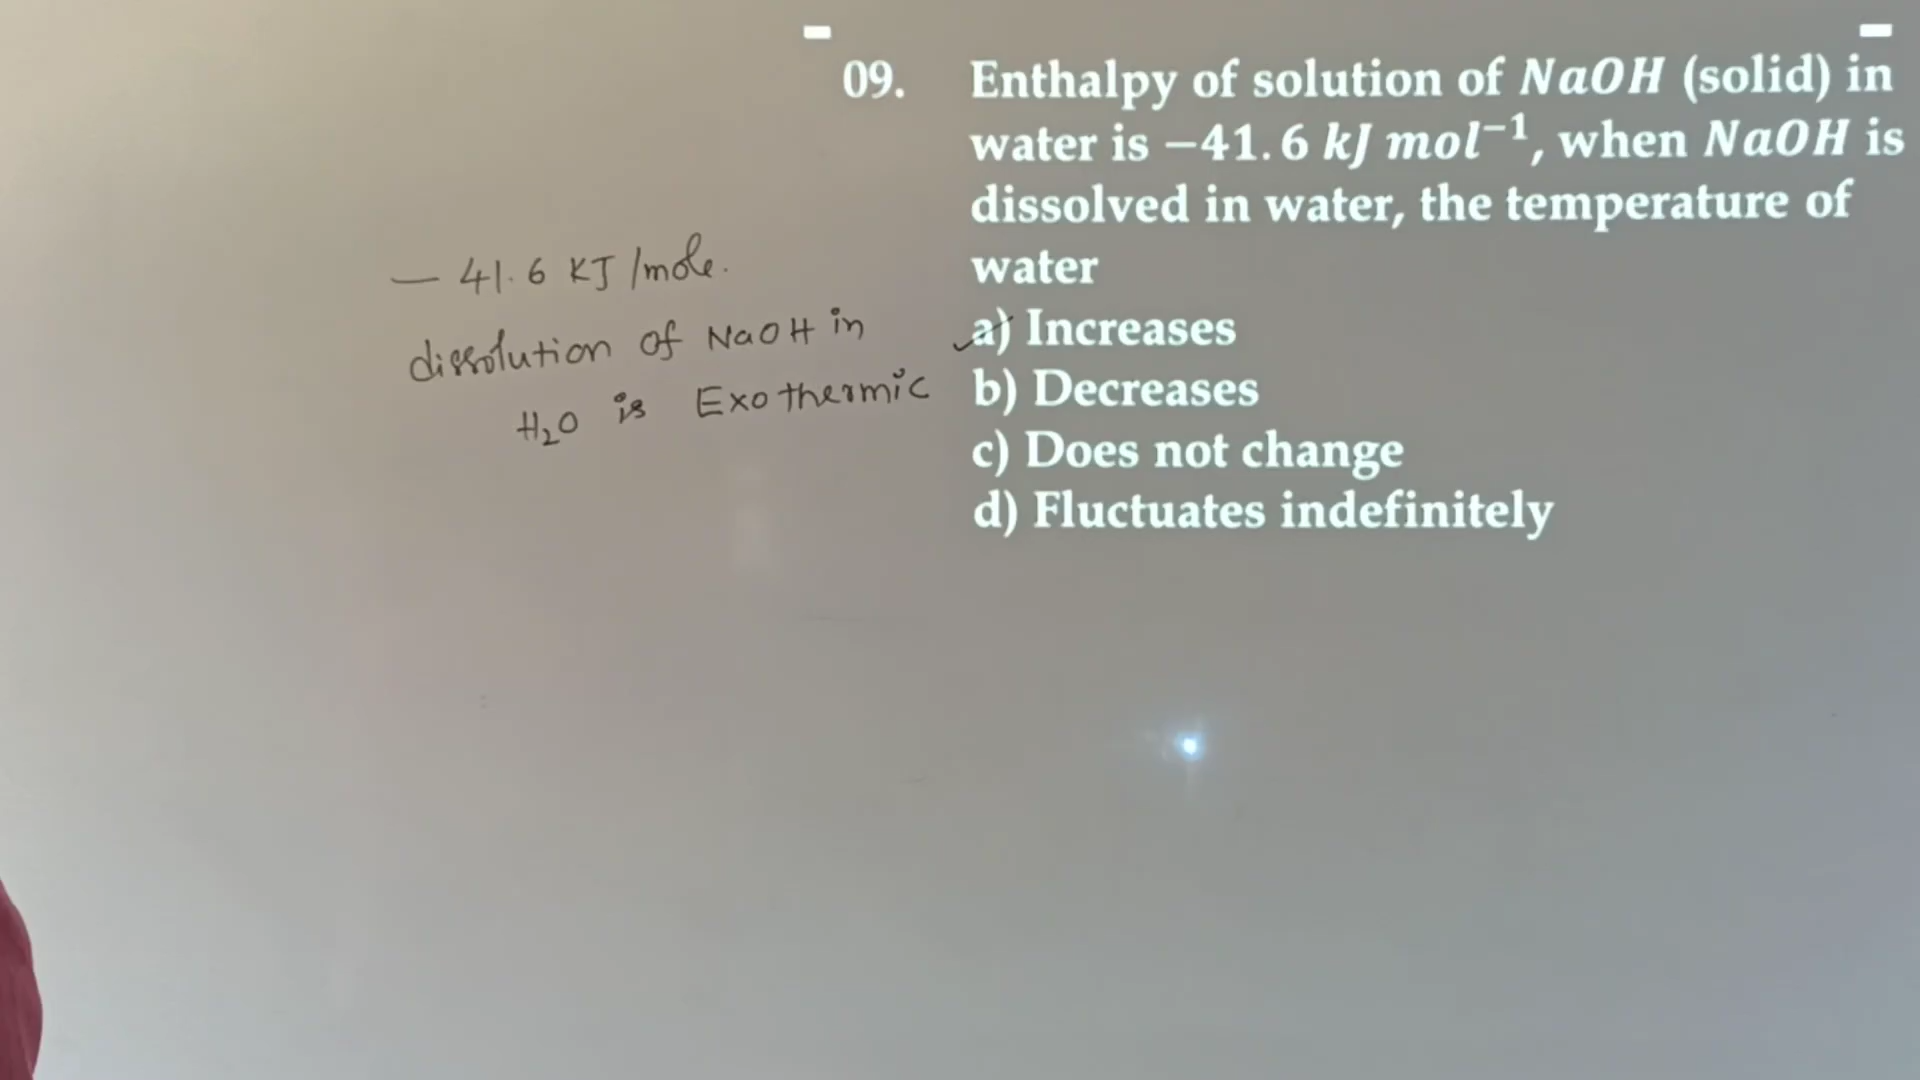 09. Enthalpy of solution of NaOH (solid) in
water is −41.6 kJ mol⁻¹, when NaOH is
dissolved in water, the temperature of
water
a) Increases
b) Decreases
c) Does not change
d) Fluctuates indefinitely
— 41.6 KJ /mole.
dissolution of NaOH in
H₂O is Exothermic